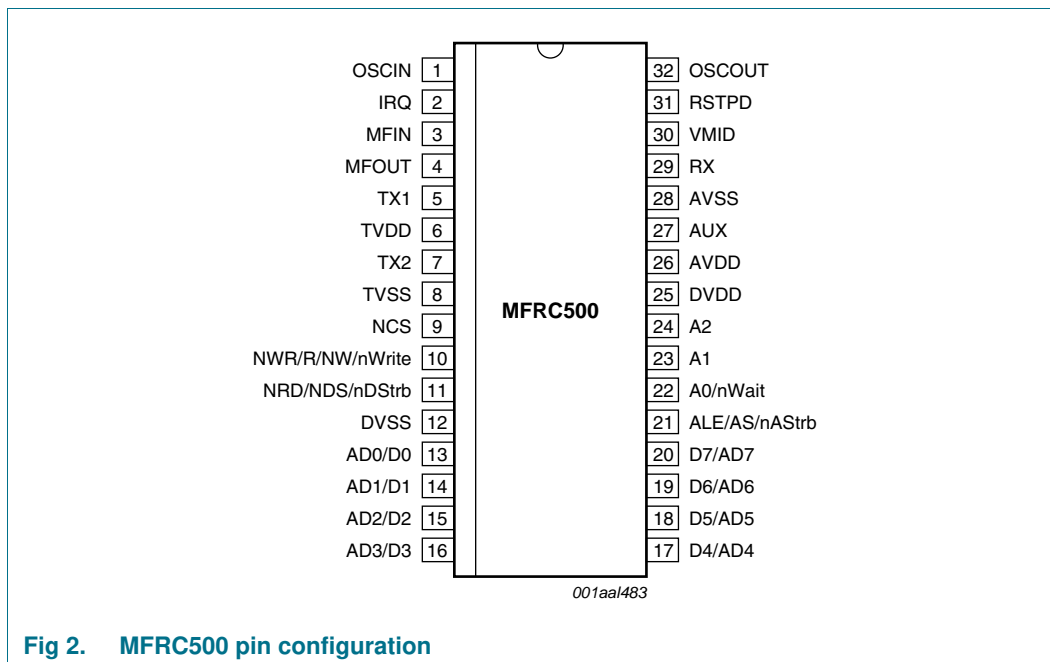 OSCIN 1 32 OSCOUT
IRQ 2 31 RSTPD
MFIN 3 30 VMID
MFOUT 4 29 RX
TX1 5 28 AVSS
TVDD 6 27 AUX
TX2 7 26 AVDD
TVSS 8 25 DVDD
MFRC500
NCS 9 24 A2
NWR/R/NW/nWrite 10 23 A1
NRD/NDS/nDStrb 11 22 A0/nWait
DVSS 12 21 ALE/AS/nAStrb
AD0/D0 13 20 D7/AD7
AD1/D1 14 19 D6/AD6
AD2/D2 15 18 D5/AD5
AD3/D3 16 17 D4/AD4
001aal483
Fig 2. MFRC500 pin configuration